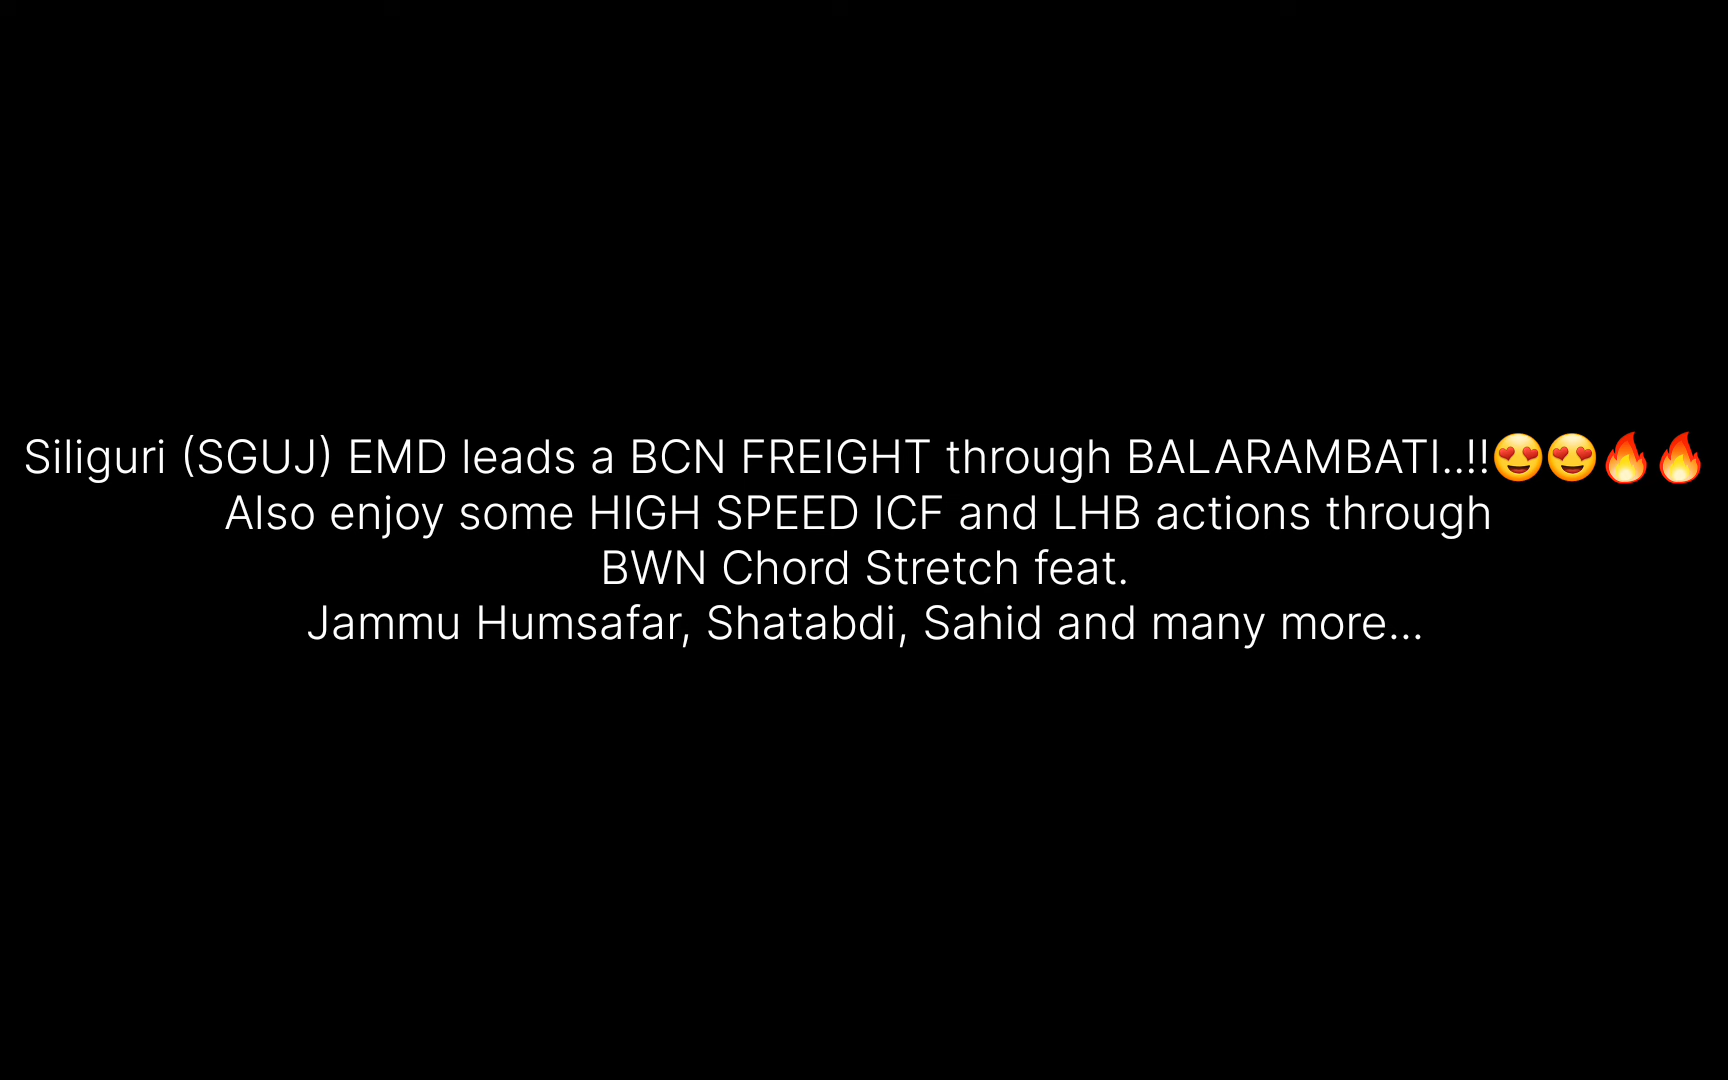 Siliguri (SGUJ) EMD leads a BCN FREIGHT through BALARAMBATI..!!😍😍🔥🔥
Also enjoy some HIGH SPEED ICF and LHB actions through
BWN Chord Stretch feat.
Jammu Humsafar, Shatabdi, Sahid and many more...